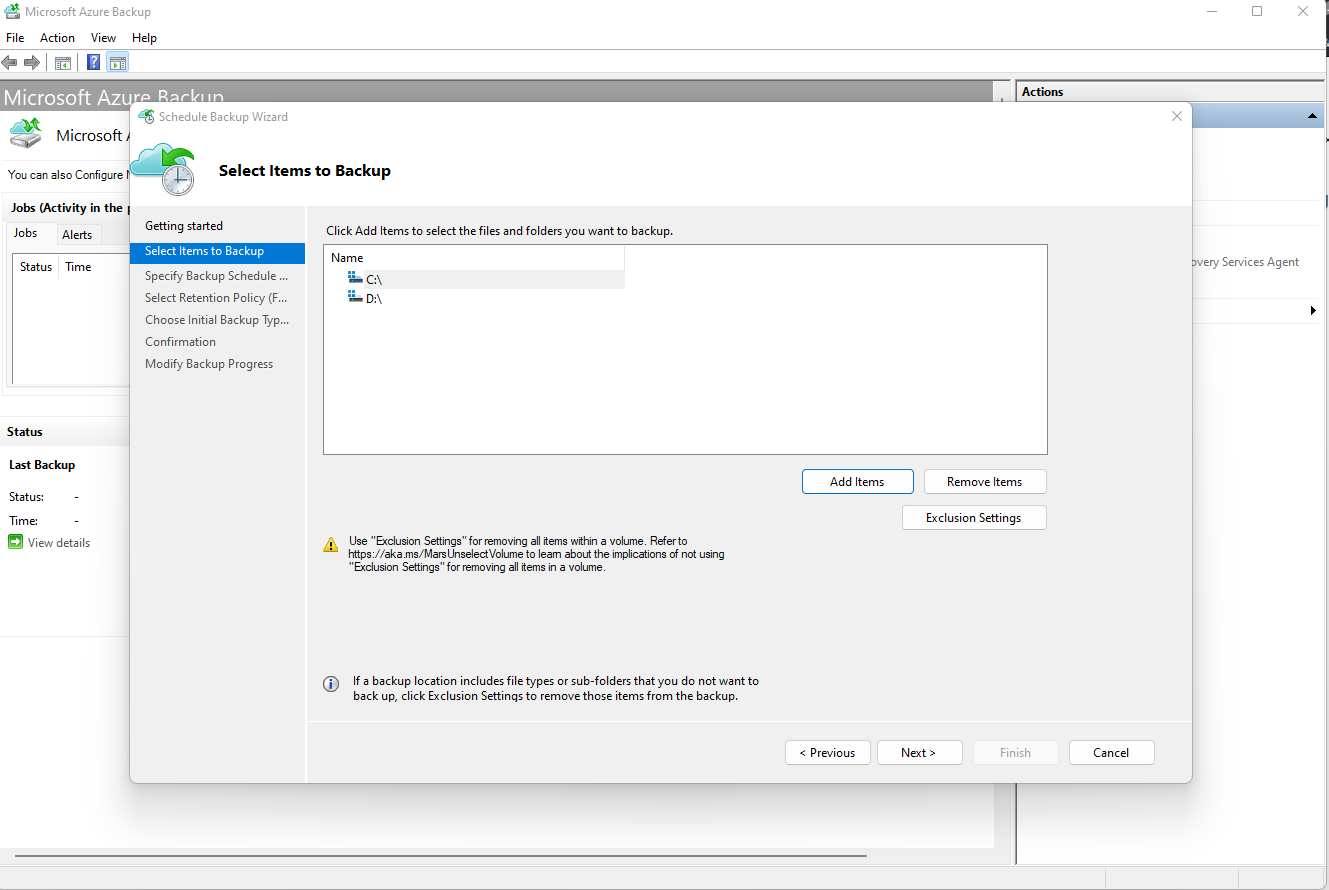 Microsoft Azure Backup
File Action View Help
Microsoft Azure Backup
Actions
Schedule Backup Wizard
Microsoft A
Select Items to Backup
You can also Configure
Jobs (Activity in the
Jobs Alerts
Status Time
Getting started
Select Items to Backup
Specify Backup Schedule ...
Select Retention Policy (F...
Choose Initial Backup Typ...
Confirmation
Modify Backup Progress
Click Add Items to select the files and folders you want to backup.
Name
C:\
D:\
overy Services Agent
Add Items Remove Items
Exclusion Settings
Use "Exclusion Settings" for removing all items within a volume. Refer to
https://aka.ms/MarsUnselectVolume to learn about the implications of not using
"Exclusion Settings" for removing all items in a volume.
Status
Last Backup
Status: -
Time: -
View details
If a backup location includes file types or sub-folders that you do not want to
back up, click Exclusion Settings to remove those items from the backup.
< Previous Next > Finish Cancel